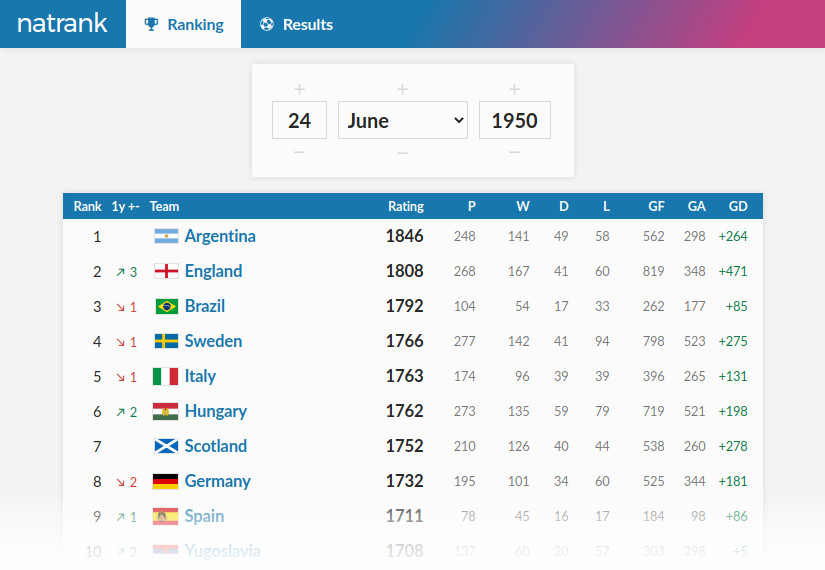 natrank Ranking Results
+ + +
24 June 1950
− − −
Rank 1y +- Team Rating P W D L GF GA GD
1 Argentina 1846 248 141 49 58 562 298 +264
2 ↗ 3 England 1808 268 167 41 60 819 348 +471
3 ↘ 1 Brazil 1792 104 54 17 33 262 177 +85
4 ↘ 1 Sweden 1766 277 142 41 94 798 523 +275
5 ↘ 1 Italy 1763 174 96 39 39 396 265 +131
6 ↗ 2 Hungary 1762 273 135 59 79 719 521 +198
7 Scotland 1752 210 126 40 44 538 260 +278
8 ↘ 2 Germany 1732 195 101 34 60 525 344 +181
9 ↗ 1 Spain 1711 78 45 16 17 184 98 +86
10 ↗ 2 Yugoslavia 1708 137 60 20 57 303 298 +5